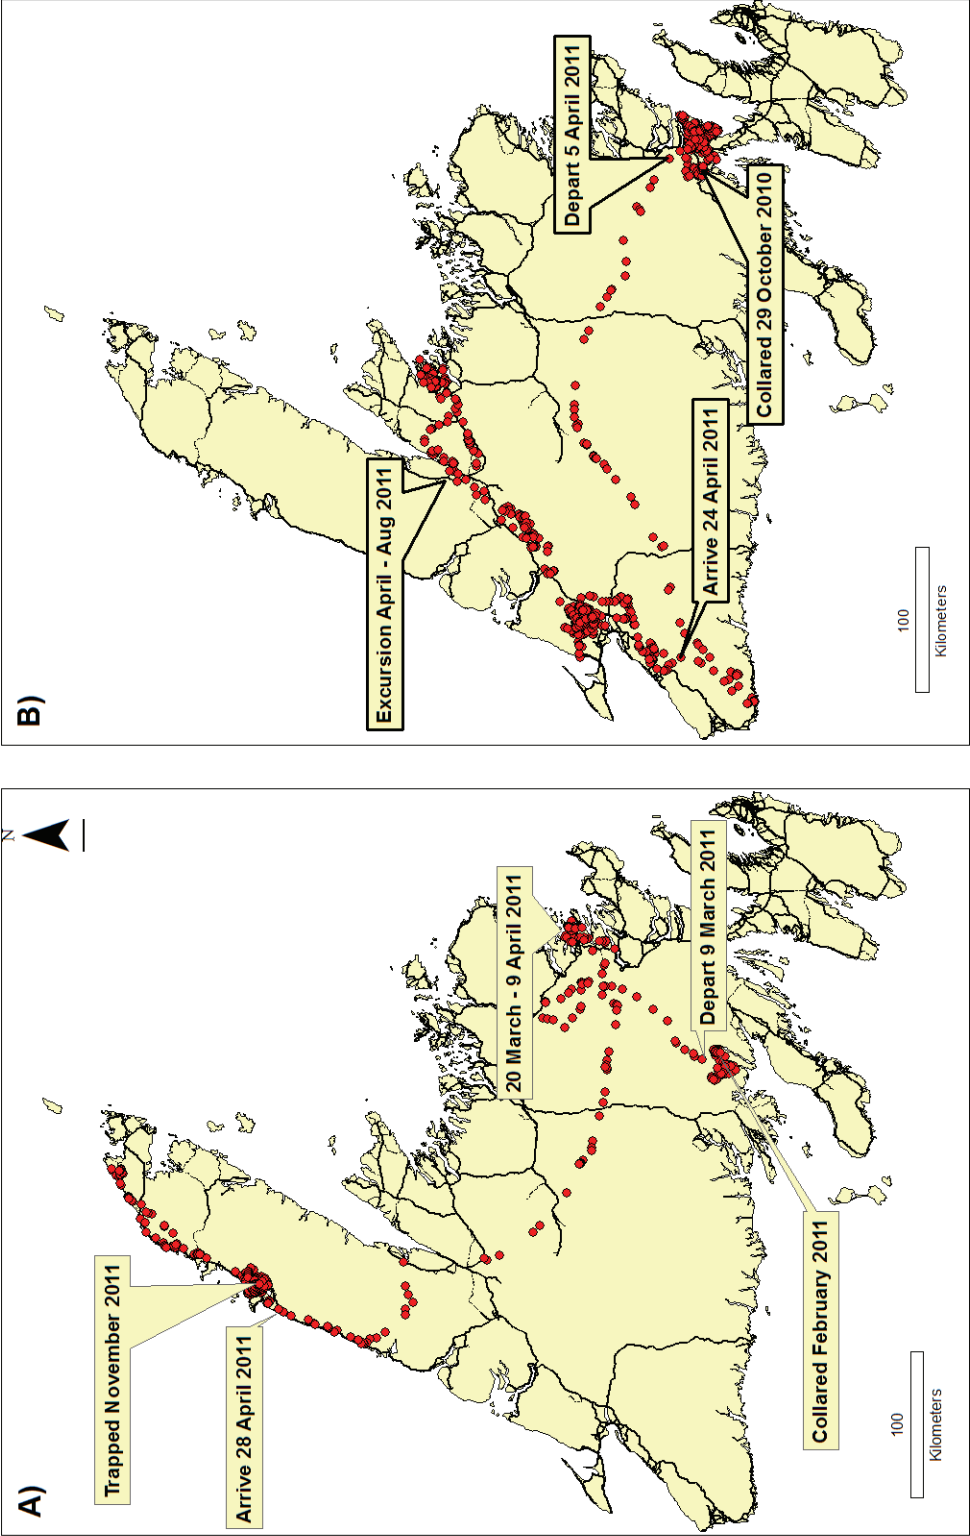 A)
N
Trapped November 2011
Arrive 28 April 2011
20 March - 9 April 2011
Depart 9 March 2011
Collared February 2011
100
Kilometers
B)
Excursion April - Aug 2011
Depart 5 April 2011
Arrive 24 April 2011
Collared 29 October 2010
100
Kilometers